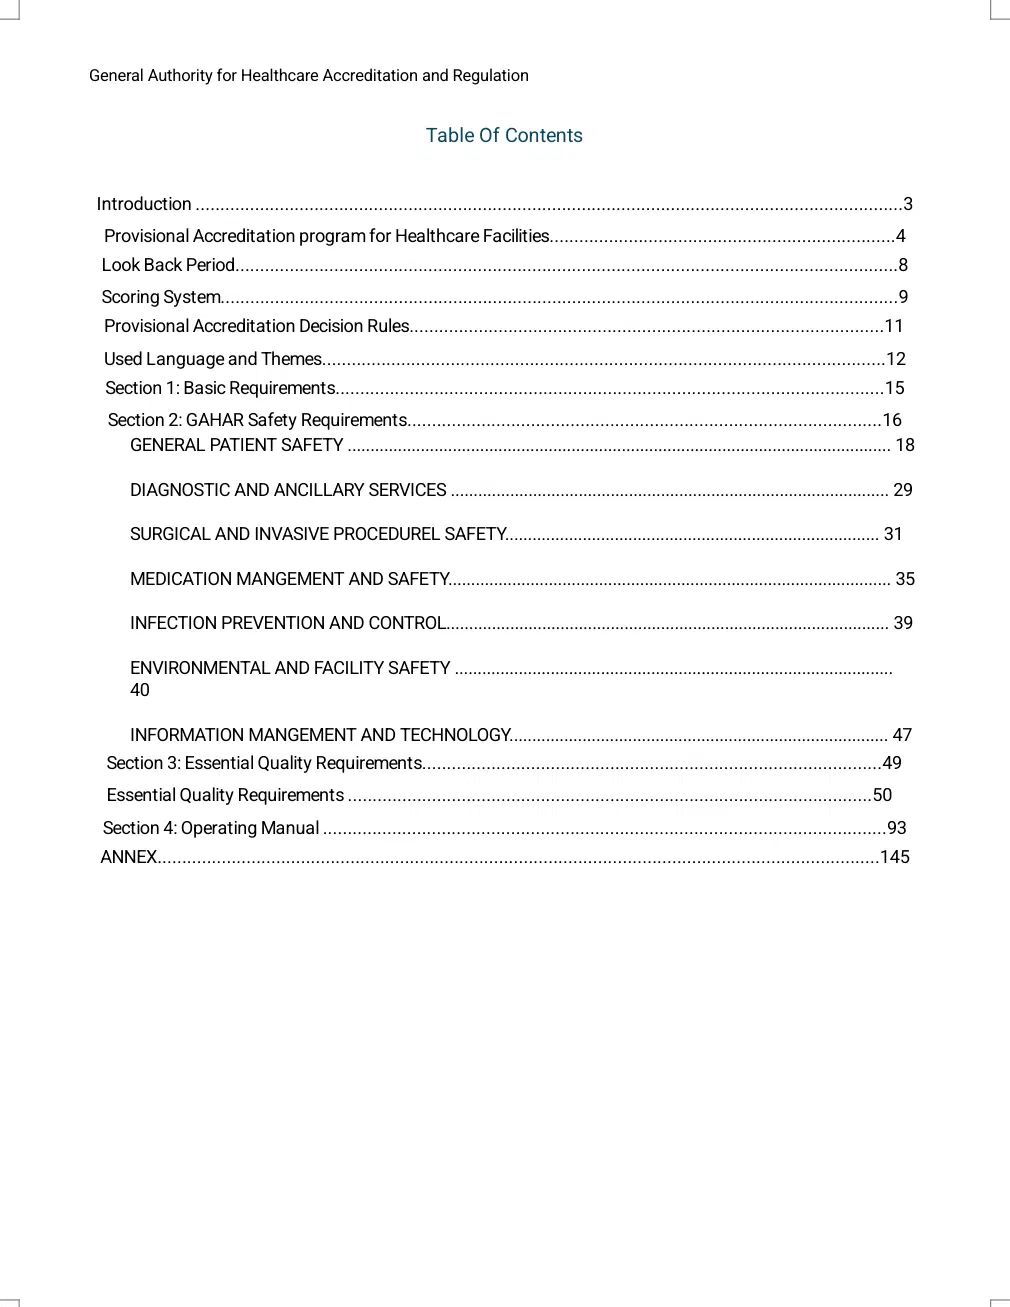 General Authority for Healthcare Accreditation and Regulation
Table Of Contents
Introduction ................................................................................................................................................3
Provisional Accreditation program for Healthcare Facilities......................................................................4
Look Back Period......................................................................................................................................8
Scoring System.........................................................................................................................................9
Provisional Accreditation Decision Rules................................................................................................11
Used Language and Themes..................................................................................................................12
Section 1: Basic Requirements...............................................................................................................15
Section 2: GAHAR Safety Requirements................................................................................................16
GENERAL PATIENT SAFETY ....................................................................................................................... 18
DIAGNOSTIC AND ANCILLARY SERVICES ................................................................................................ 29
SURGICAL AND INVASIVE PROCEDUREL SAFETY.................................................................................. 31
MEDICATION MANGEMENT AND SAFETY................................................................................................. 35
INFECTION PREVENTION AND CONTROL................................................................................................. 39
ENVIRONMENTAL AND FACILITY SAFETY ................................................................................................
40
INFORMATION MANGEMENT AND TECHNOLOGY................................................................................... 47
Section 3: Essential Quality Requirements.............................................................................................49
Essential Quality Requirements ..........................................................................................................50
Section 4: Operating Manual ..................................................................................................................93
ANNEX..................................................................................................................................................145